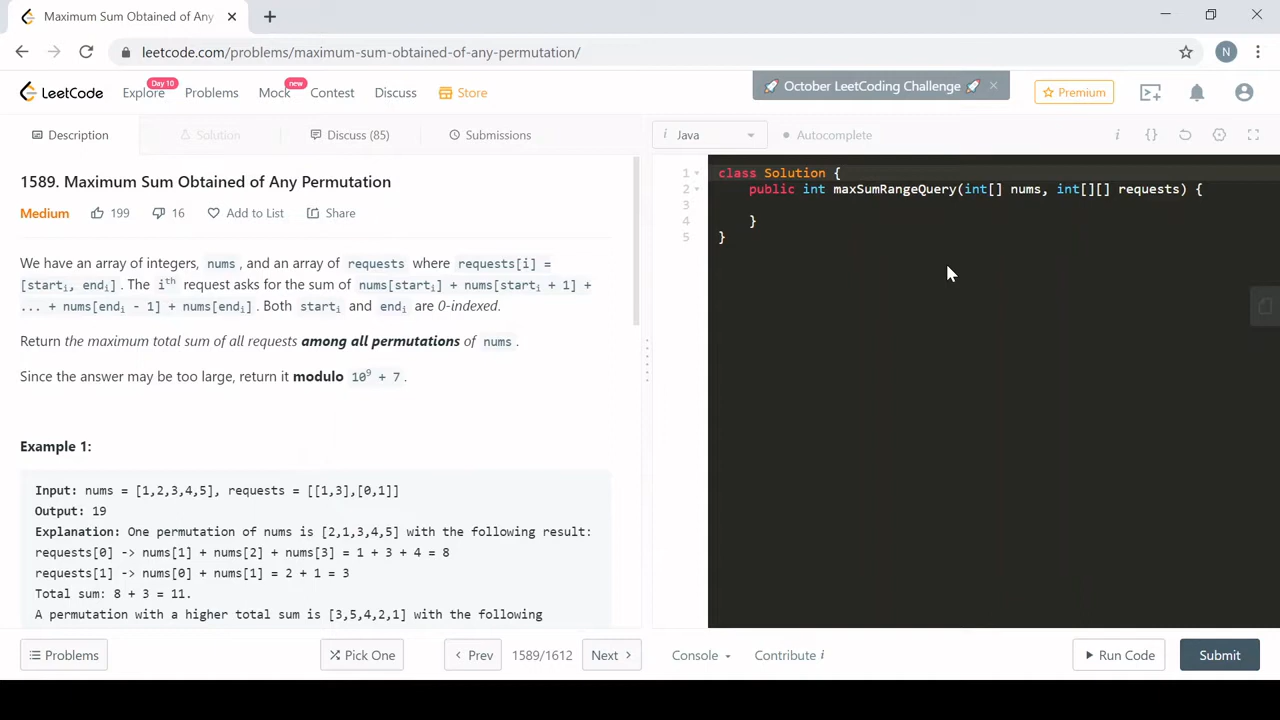 Maximum Sum Obtained of Any
leetcode.com/problems/maximum-sum-obtained-of-any-permutation/
N
LeetCode
Explore
Day 10
Problems
Mock
new
Contest
Discuss
Store
🚀 October LeetCoding Challenge 🚀 ×
Premium
Description
Solution
Discuss (85)
Submissions
i Java
Autocomplete
i {}
1589. Maximum Sum Obtained of Any Permutation
Medium 199 16 Add to List Share
We have an array of integers, nums, and an array of requests where requests[i] =
[startᵢ, endᵢ]. The iᵗʰ request asks for the sum of nums[startᵢ] + nums[startᵢ + 1] +
... + nums[endᵢ - 1] + nums[endᵢ]. Both startᵢ and endᵢ are 0-indexed.
Return the maximum total sum of all requests among all permutations of nums.
Since the answer may be too large, return it modulo 10⁹ + 7.
Example 1:
Input: nums = [1,2,3,4,5], requests = [[1,3],[0,1]]
Output: 19
Explanation: One permutation of nums is [2,1,3,4,5] with the following result:
requests[0] -> nums[1] + nums[2] + nums[3] = 1 + 3 + 4 = 8
requests[1] -> nums[0] + nums[1] = 2 + 1 = 3
Total sum: 8 + 3 = 11.
A permutation with a higher total sum is [3,5,4,2,1] with the following
1 class Solution {
2 public int maxSumRangeQuery(int[] nums, int[][] requests) {
3
4 }
5 }
Problems
Pick One
Prev
1589/1612
Next
Console
Contribute i
Run Code
Submit